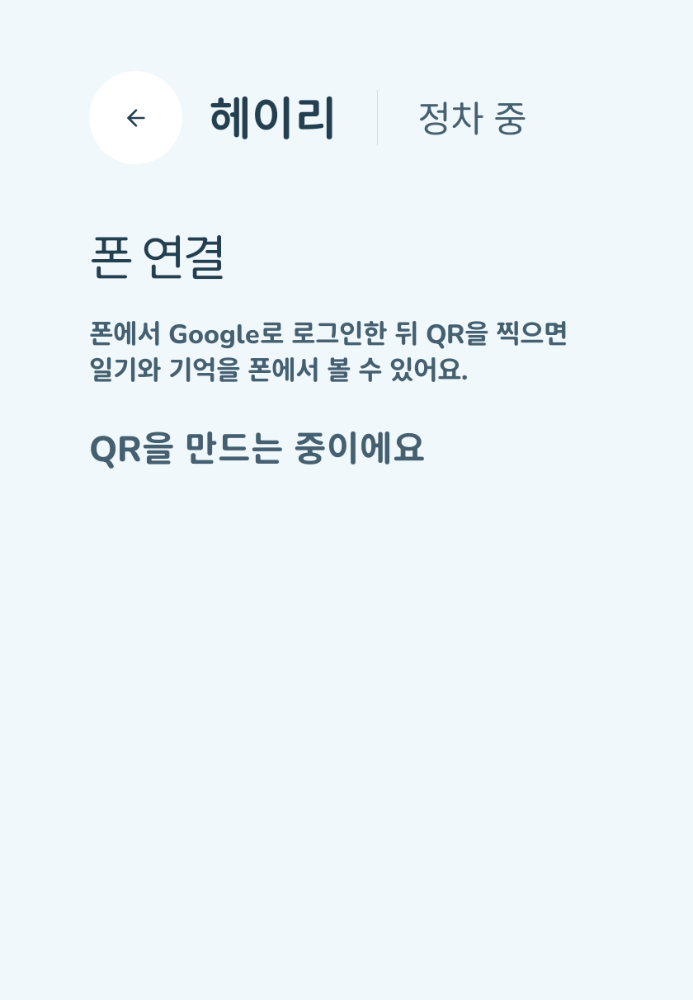 헤이리
정차 중
폰 연결
폰에서 Google로 로그인한 뒤 QR을 찍으면
일기와 기억을 폰에서 볼 수 있어요.
QR을 만드는 중이에요